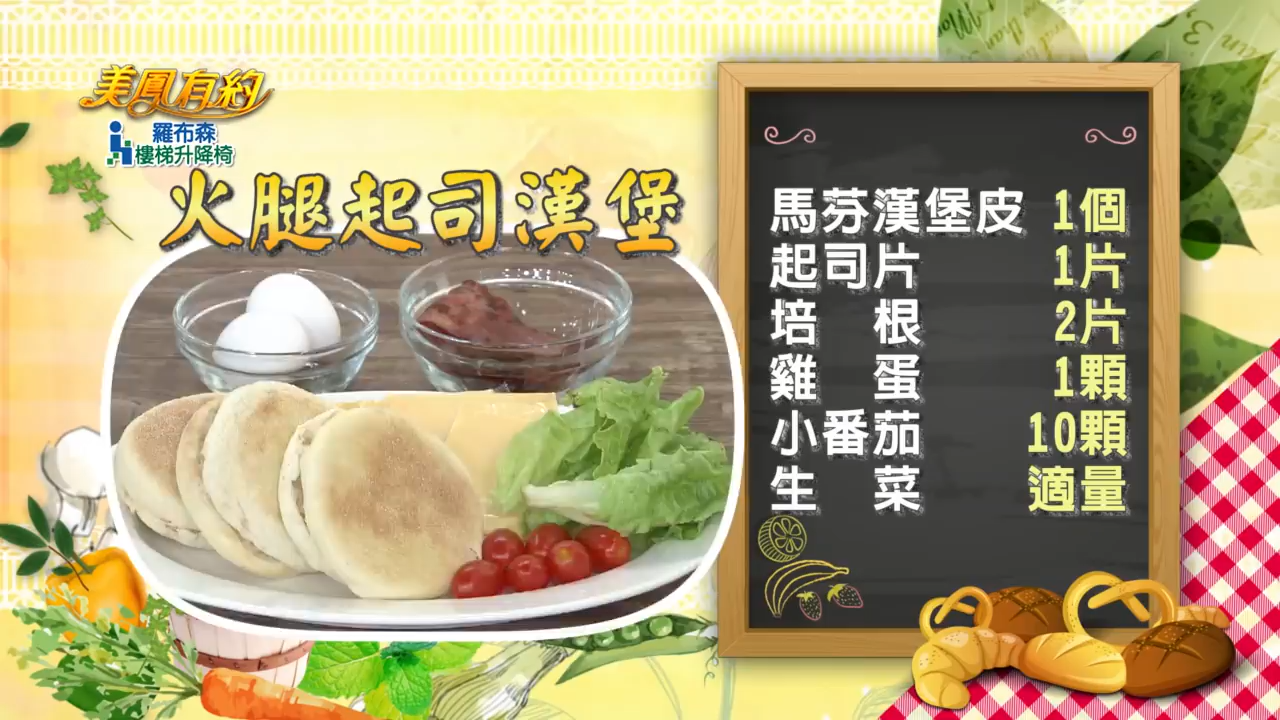 美鳳有約
羅布森
樓梯升降椅
火腿起司漢堡
馬芬漢堡皮 1個
起司片 1片
培根 2片
雞蛋 1顆
小番茄 10顆
生菜 適量